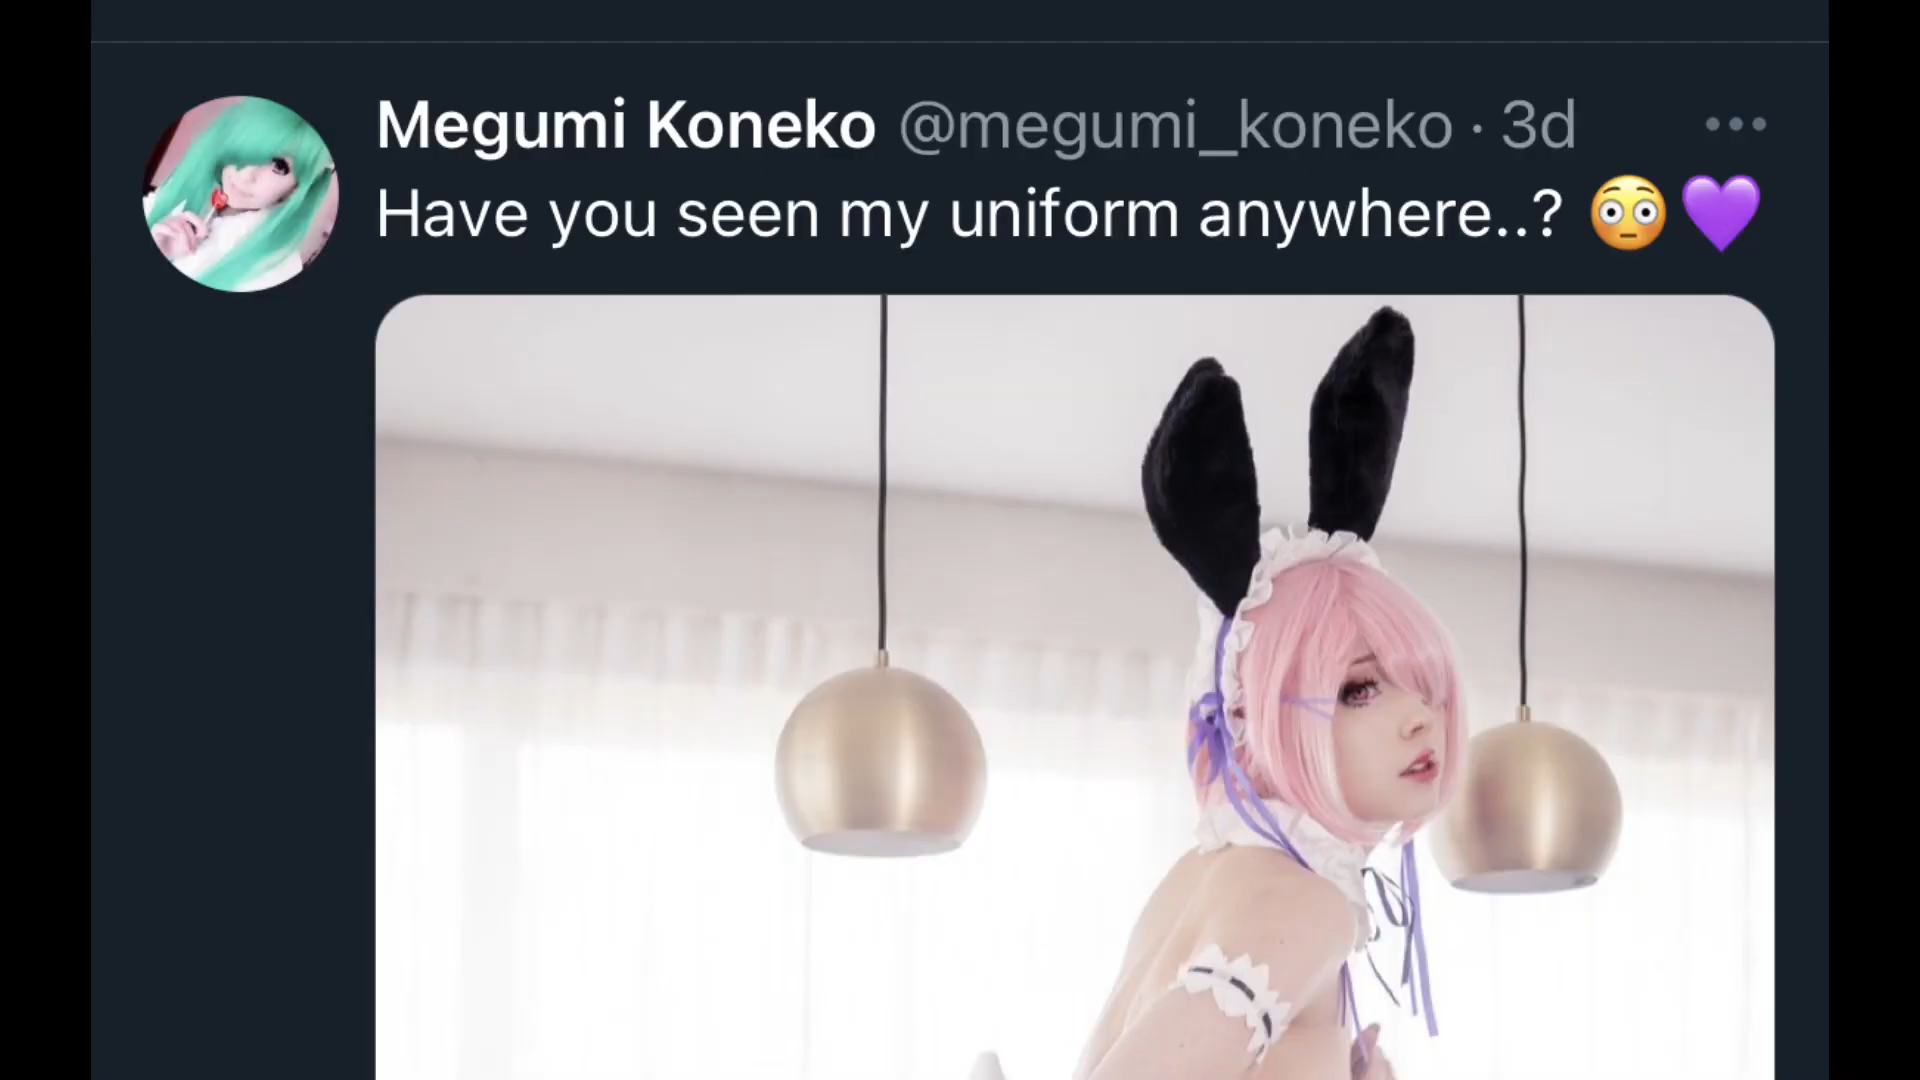 Megumi Koneko @megumi_koneko · 3d
Have you seen my uniform anywhere..? 😳💜